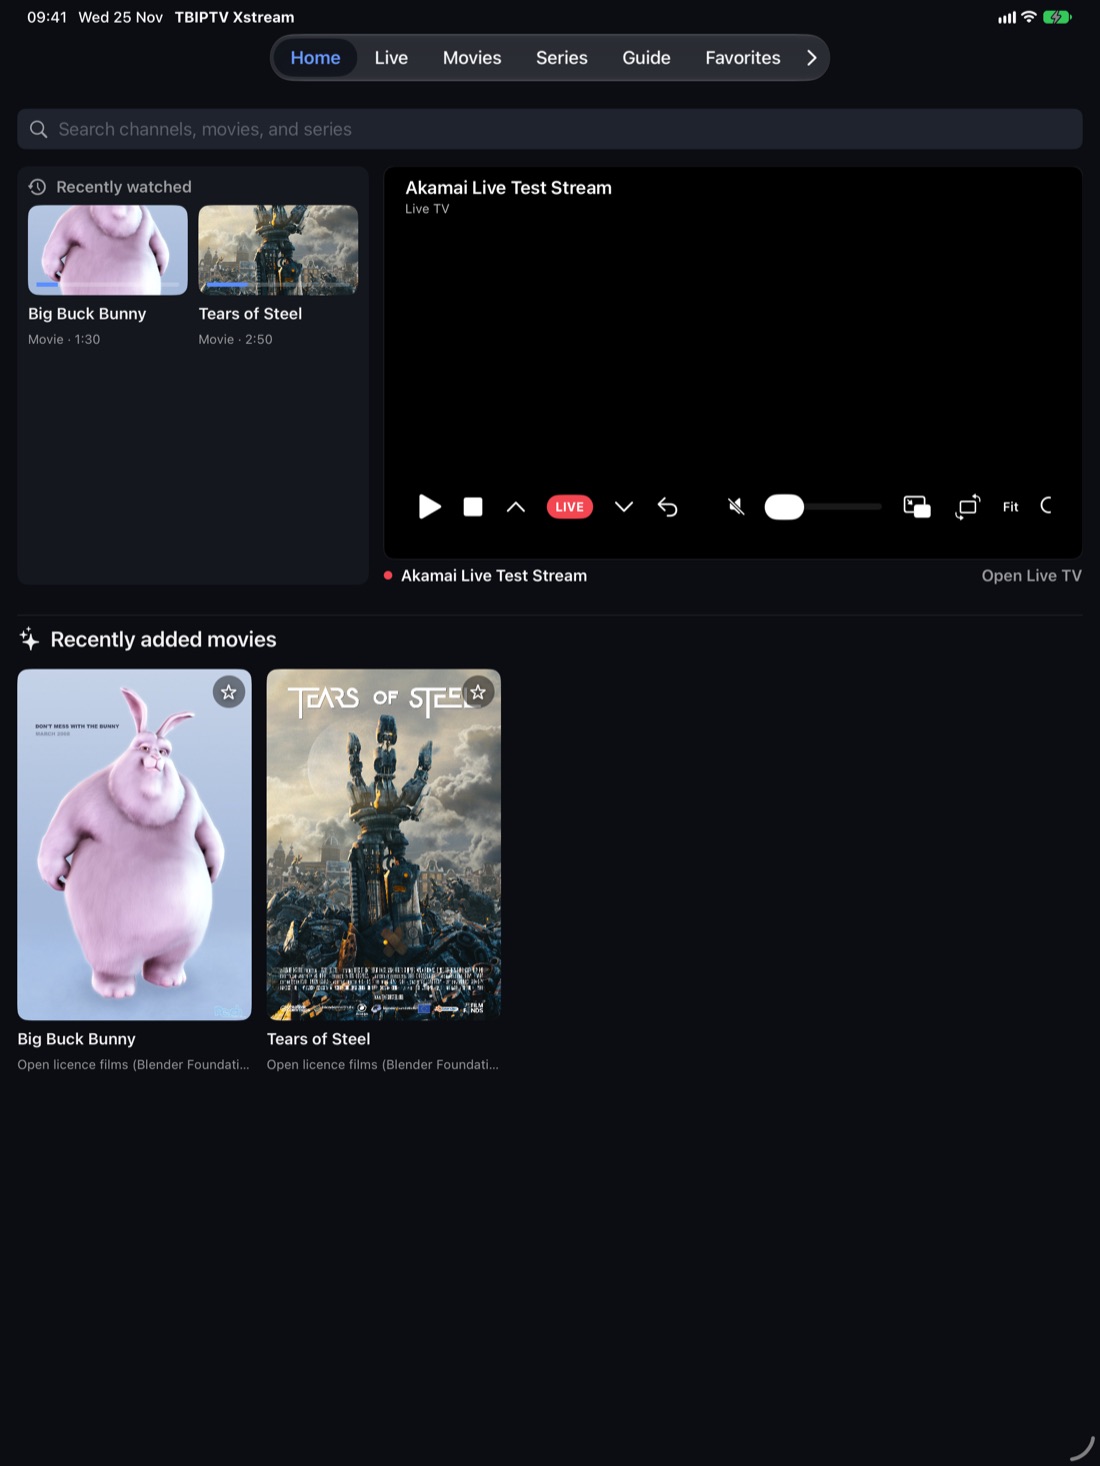 09:41 Wed 25 Nov TBIPTV Xstream
Home Live Movies Series Guide Favorites
Search channels, movies, and series
Recently watched
Big Buck Bunny
Movie · 1:30
Tears of Steel
Movie · 2:50
Akamai Live Test Stream
Live TV
LIVE
Fit
Akamai Live Test Stream
Open Live TV
Recently added movies
DON'T MESS WITH THE BUNNY
MARCH 2008
TEARS OF STEEL
Big Buck Bunny
Open licence films (Blender Foundati...
Tears of Steel
Open licence films (Blender Foundati...